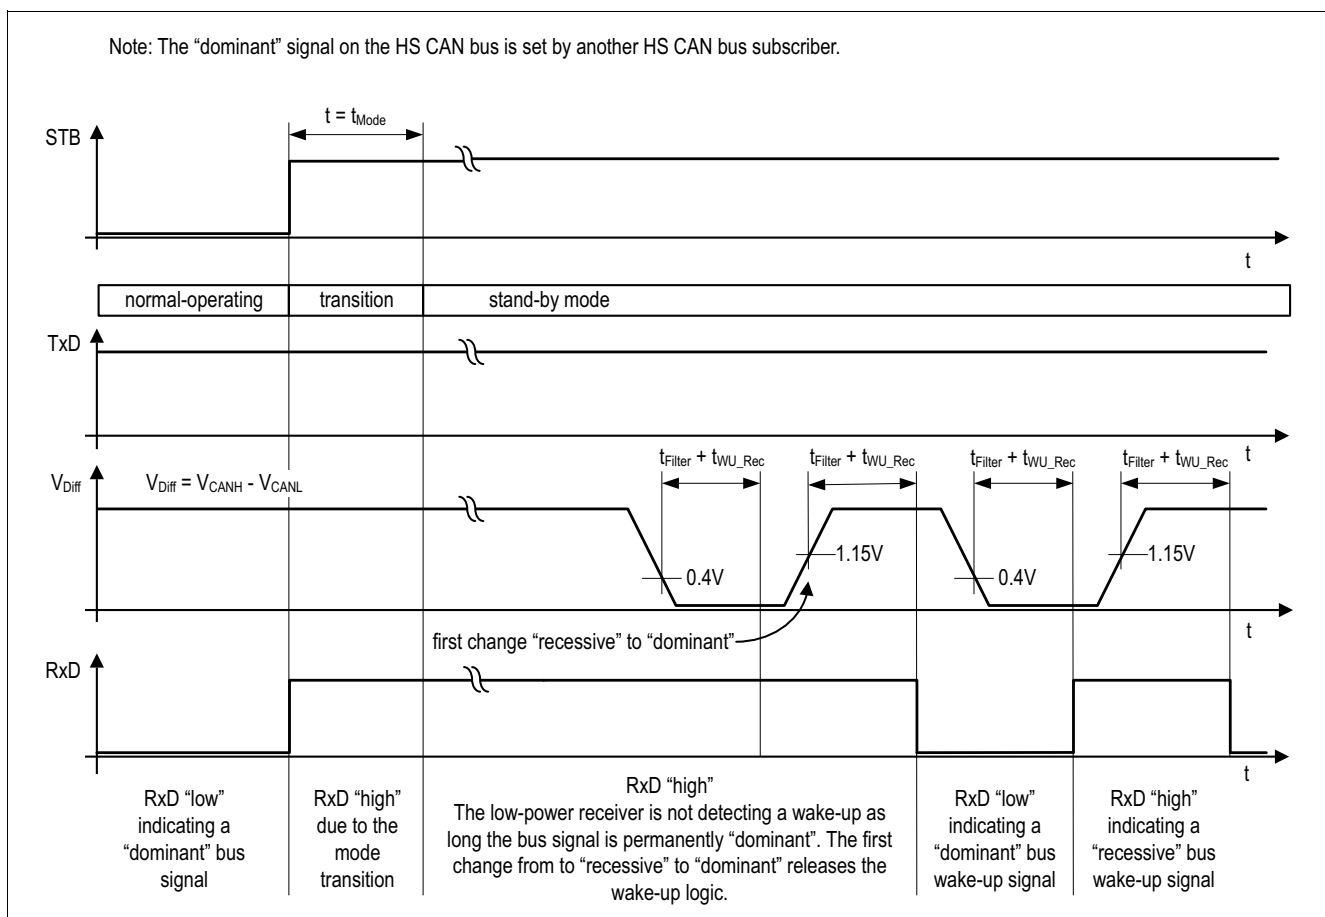 Note: The “dominant” signal on the HS CAN bus is set by another HS CAN bus subscriber.
t = tMode
STB
t
normal-operating transition stand-by mode
TxD
t
tFilter + tWU_Rec tFilter + tWU_Rec tFilter + tWU_Rec tFilter + tWU_Rec
VDiff VDiff = VCANH - VCANL
1.15V 1.15V
0.4V 0.4V
t
first change “recessive” to “dominant”
RxD
t
RxD “low”
indicating a
“dominant” bus
signal
RxD “high”
due to the
mode
transition
RxD “high”
The low-power receiver is not detecting a wake-up as
long the bus signal is permanently “dominant”. The first
change from to “recessive” to “dominant” releases the
wake-up logic.
RxD “low”
indicating a
“dominant” bus
wake-up signal
RxD “high”
indicating a
“recessive” bus
wake-up signal